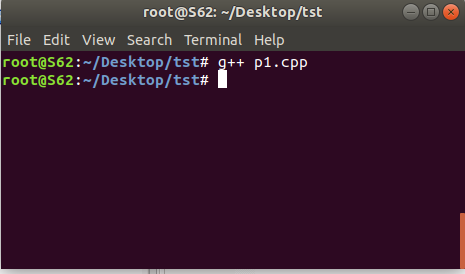 root@S62: ~/Desktop/tst
File Edit View Search Terminal Help
root@S62:~/Desktop/tst# g++ p1.cpp
root@S62:~/Desktop/tst#